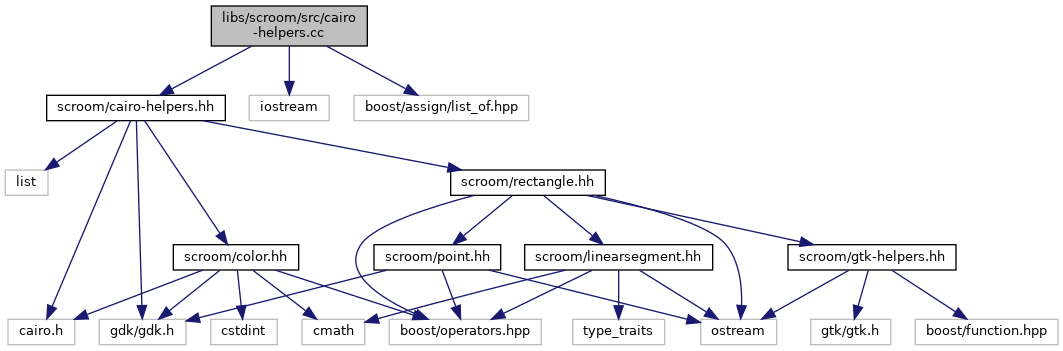 libs/scroom/src/cairo
-helpers.cc
scroom/cairo-helpers.hh
iostream
boost/assign/list_of.hpp
list
scroom/rectangle.hh
scroom/color.hh
scroom/point.hh
scroom/linearsegment.hh
scroom/gtk-helpers.hh
cairo.h
gdk/gdk.h
cstdint
cmath
boost/operators.hpp
type_traits
ostream
gtk/gtk.h
boost/function.hpp